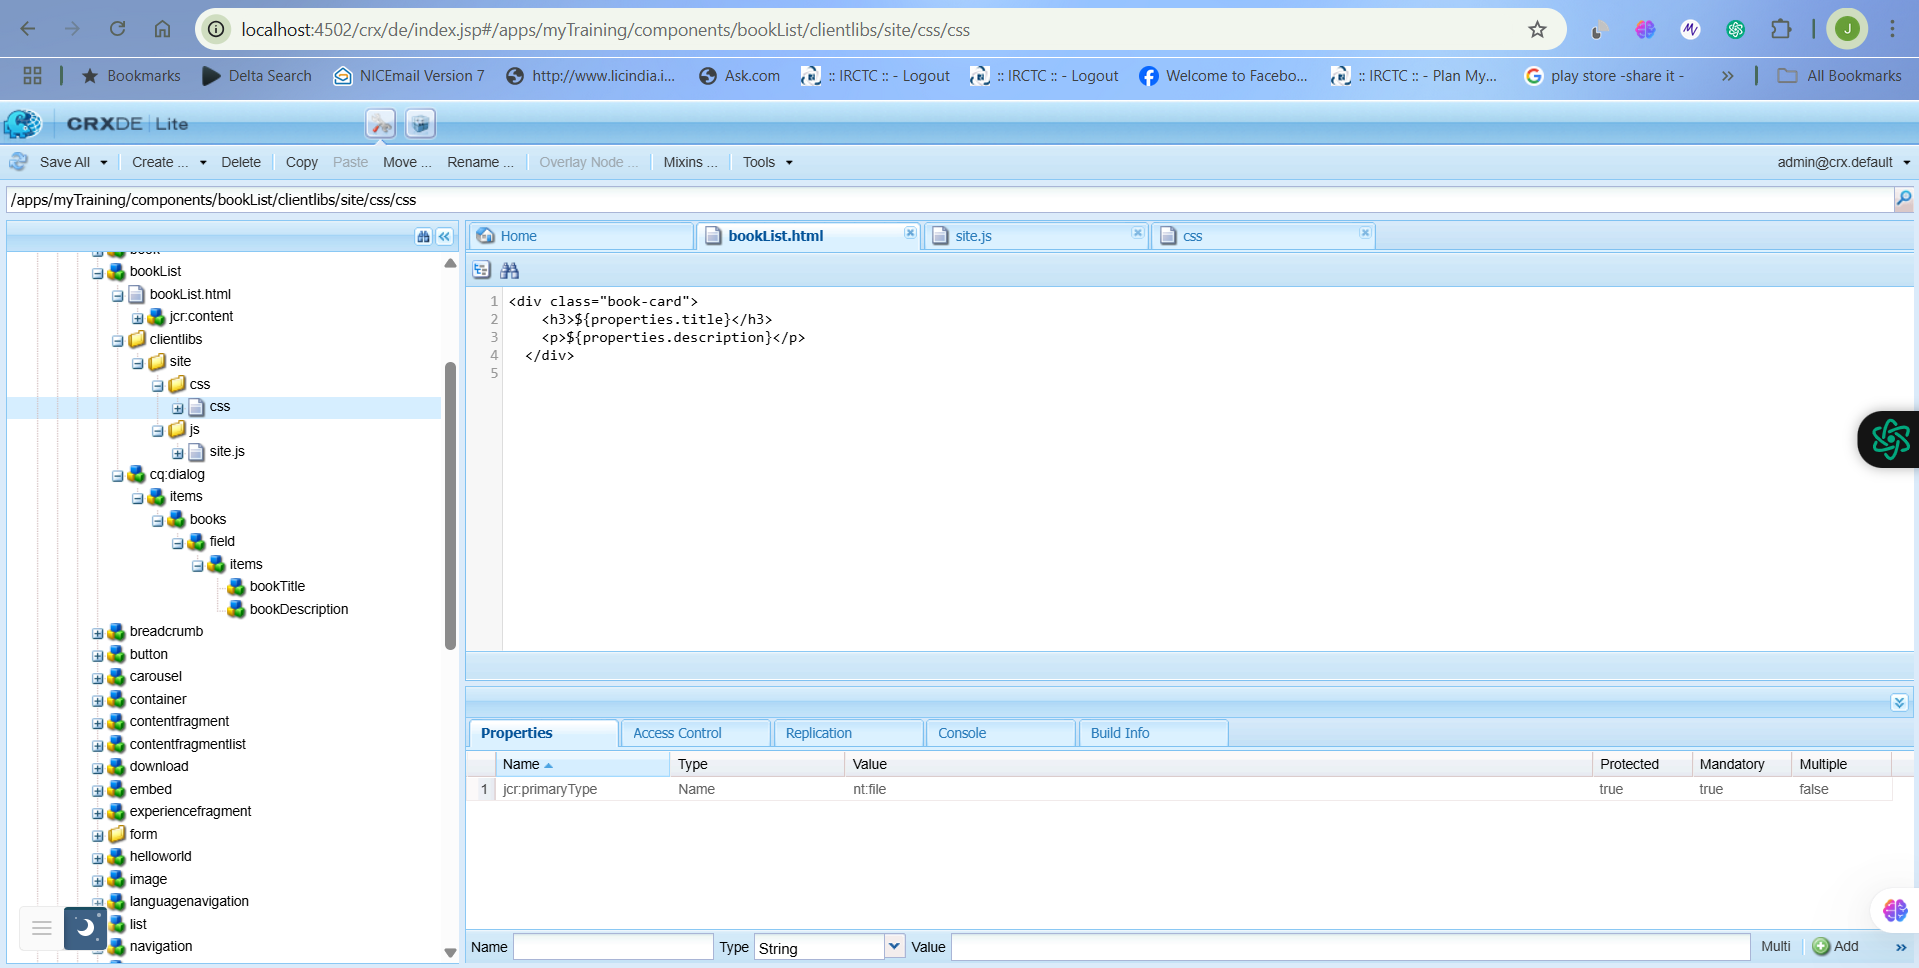 localhost:4502/crx/de/index.jsp#/apps/myTraining/components/bookList/clientlibs/site/css/css
J
Bookmarks
Delta Search
NICEmail Version 7
http://www.licindia.i...
Ask.com
:: IRCTC :: - Logout
:: IRCTC :: - Logout
Welcome to Facebo...
:: IRCTC :: - Plan My...
play store -share it -
All Bookmarks
CRXDE | Lite
Save All
Create ...
Delete
Copy
Paste
Move ...
Rename ...
Overlay Node ...
Mixins ...
Tools
admin@crx.default
/apps/myTraining/components/bookList/clientlibs/site/css/css
book
bookList
bookList.html
jcr:content
clientlibs
site
css
css
js
site.js
cq:dialog
items
books
field
items
bookTitle
bookDescription
breadcrumb
button
carousel
container
contentfragment
contentfragmentlist
download
embed
experiencefragment
form
helloworld
image
languagenavigation
list
navigation
Home
bookList.html
site.js
css
1 <div class="book-card">
2 <h3>${properties.title}</h3>
3 <p>${properties.description}</p>
4 </div>
5
Properties
Access Control
Replication
Console
Build Info
Name Type Value Protected Mandatory Multiple
1 jcr:primaryType Name nt:file true true false
Name Type String Value Multi Add